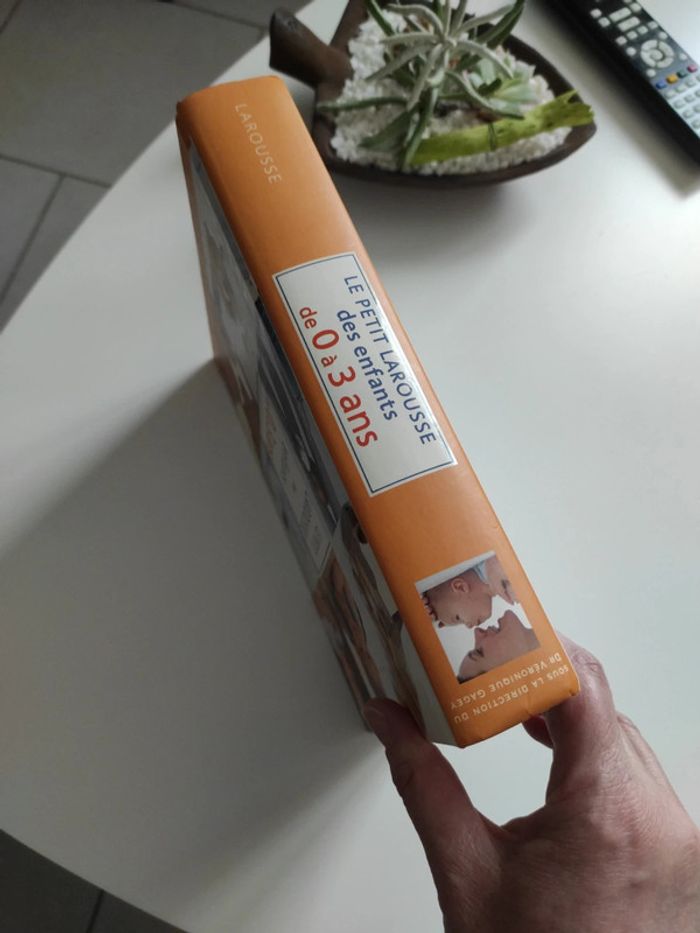 LAROUSSE
LE PETIT LAROUSSE
des enfants
de 0 à 3 ans
SOUS LA DIRECTION DU
DR VÉRONIQUE GAGEY